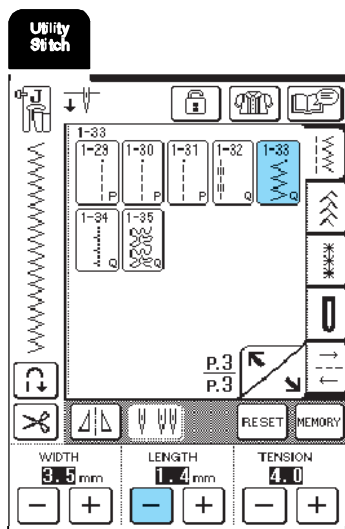 Utility
Stitch
J
1-33
1-29 1-30 1-31 1-32 1-33
P P P Q Q
1-34 1-35
Q Q
P.3
P.3
RESET MEMORY
WIDTH LENGTH TENSION
3.5 mm 1.4 mm 4.0
− + − + − +